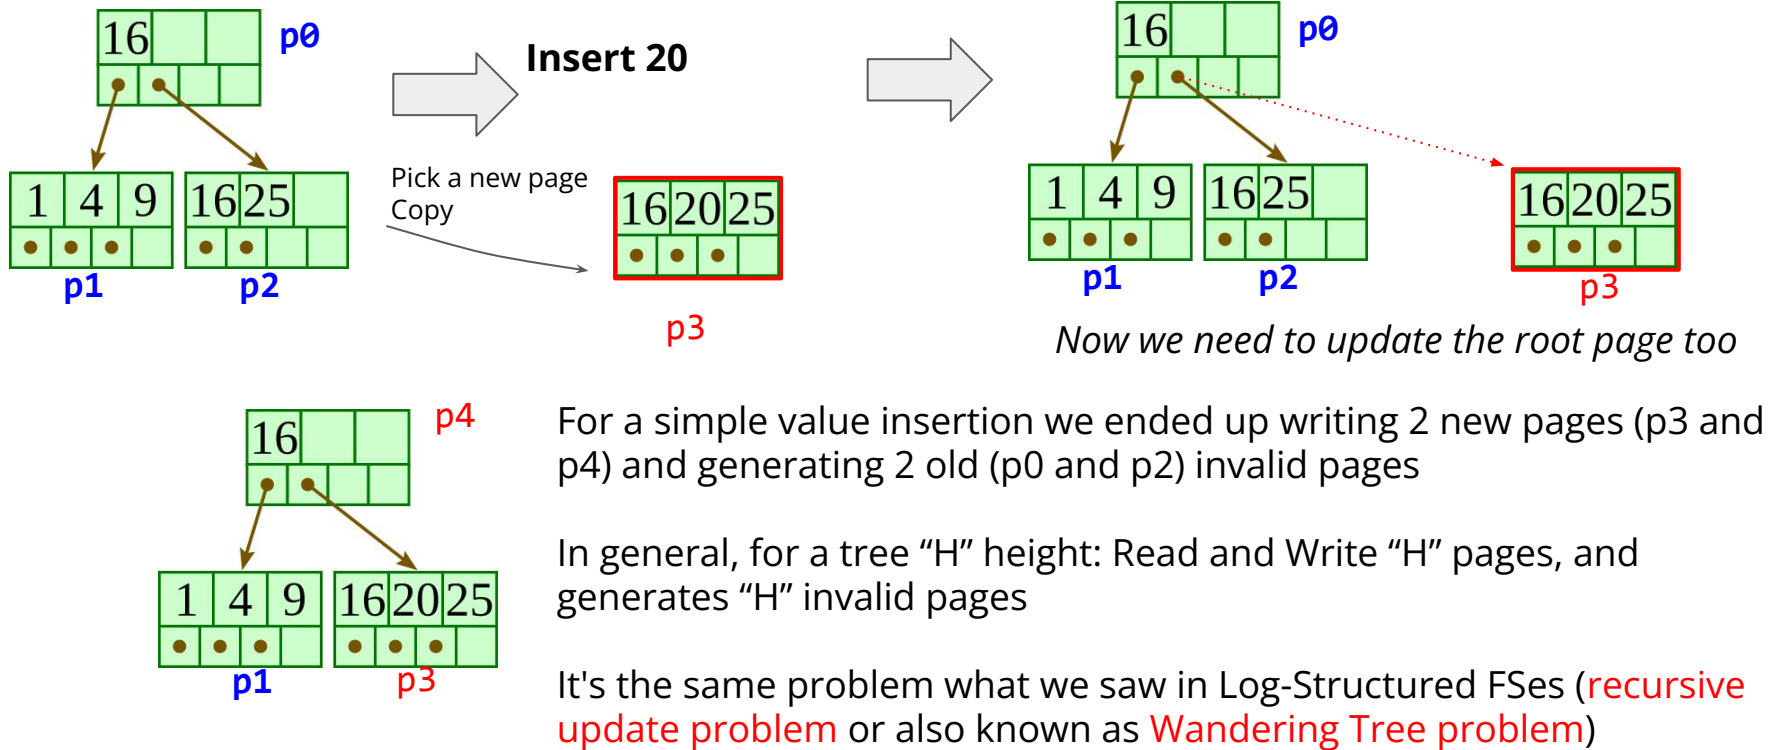 16
p0
1 4 9
16 25
p1
p2
Insert 20
Pick a new page
Copy
16 20 25
p3
16
p0
1 4 9
16 25
16 20 25
p1
p2
p3
Now we need to update the root page too
16
p4
1 4 9
16 20 25
p1
p3
For a simple value insertion we ended up writing 2 new pages (p3 and
p4) and generating 2 old (p0 and p2) invalid pages
In general, for a tree “H” height: Read and Write “H” pages, and
generates “H” invalid pages
It's the same problem what we saw in Log-Structured FSes (recursive
update problem or also known as Wandering Tree problem)